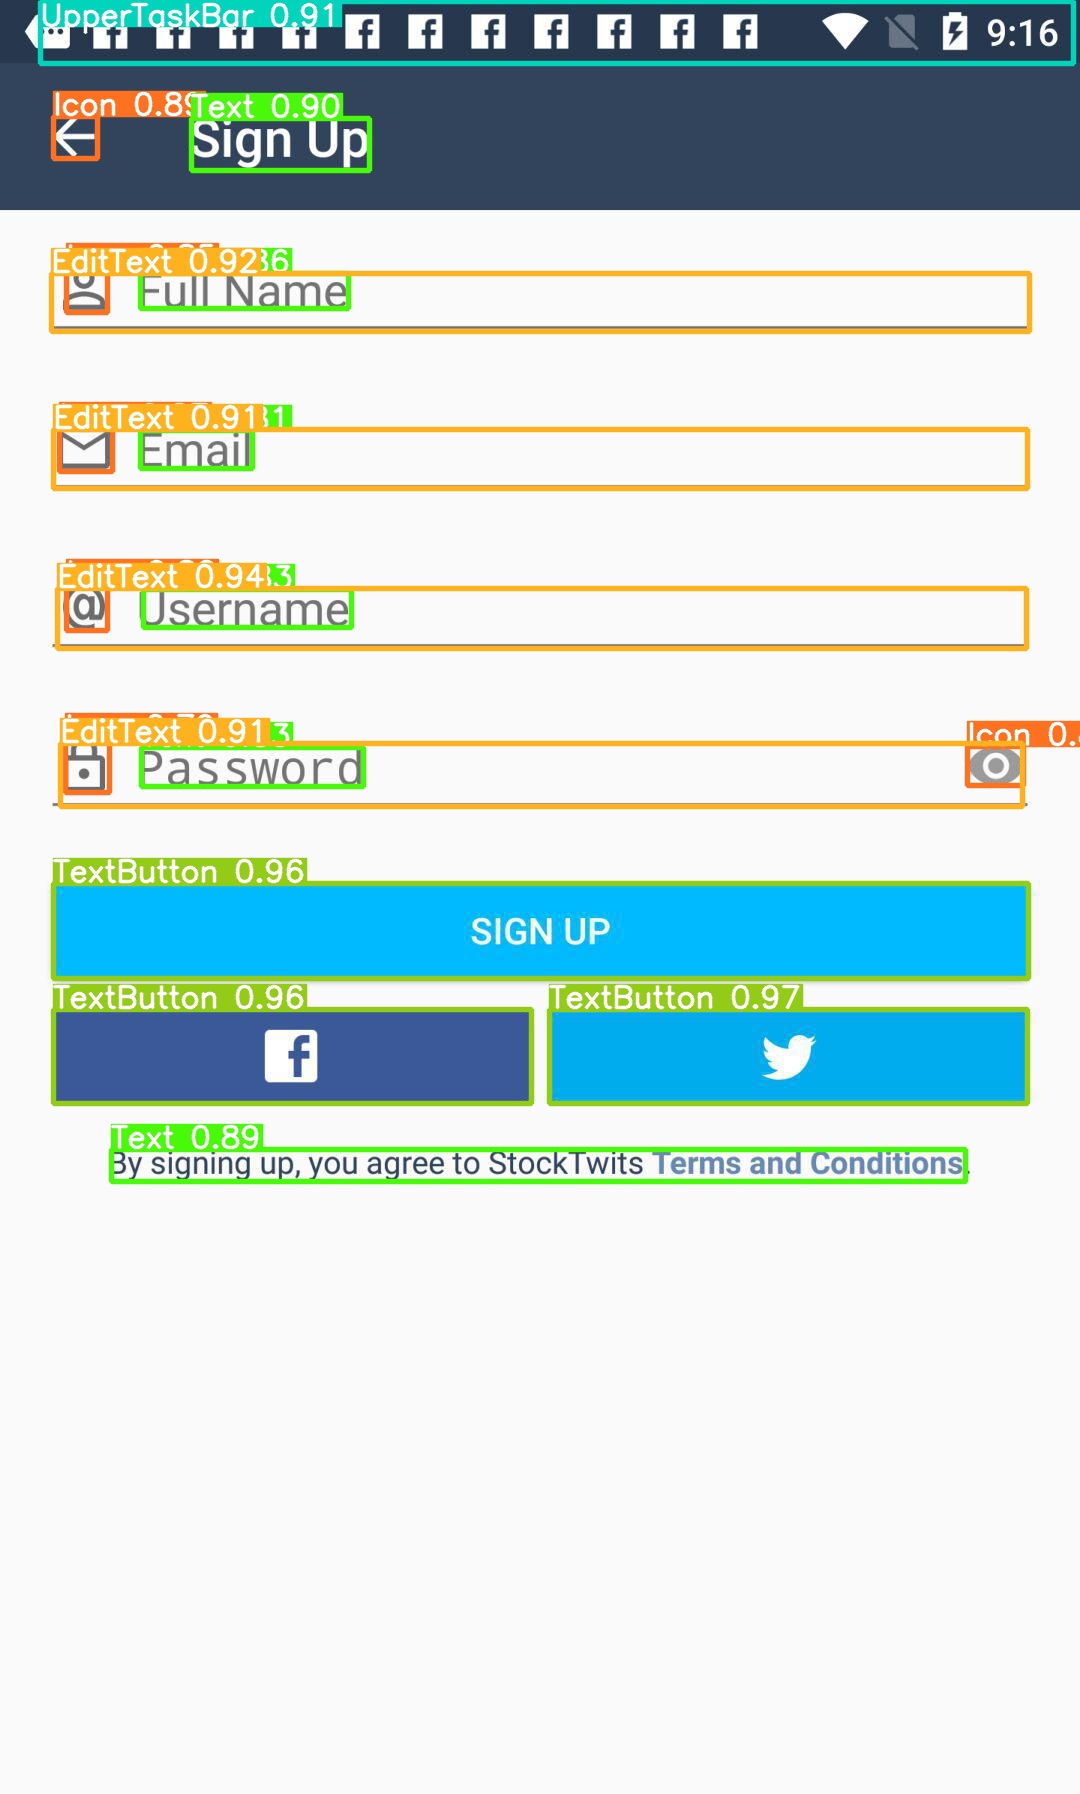 UpperTaskBar 0.91
9:16
Icon 0.89
Text 0.90
Sign Up
EditText 0.92
Full Name
EditText 0.91
Email
EditText 0.94
Username
EditText 0.91
Icon
Password
TextButton 0.96
SIGN UP
TextButton 0.96
TextButton 0.97
Text 0.89
By signing up, you agree to StockTwits Terms and Conditions.